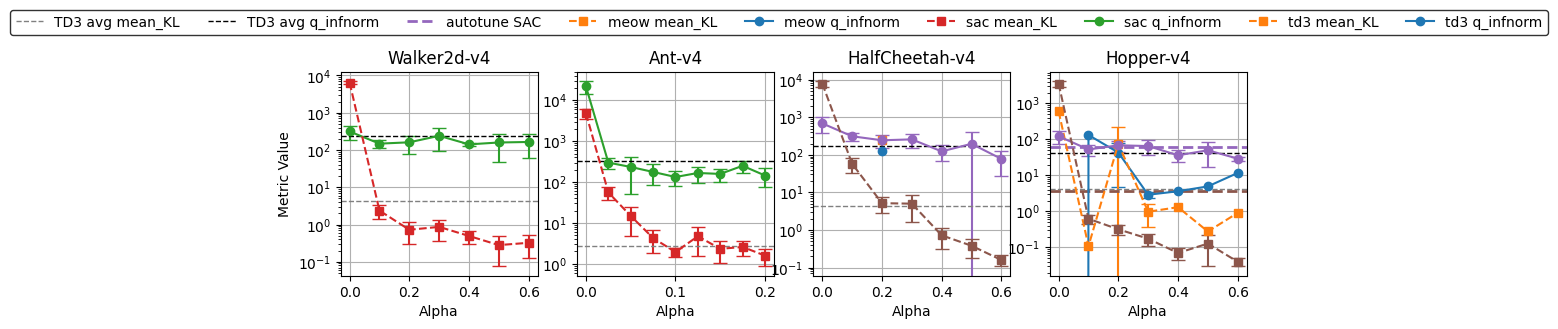 TD3 avg mean_KL TD3 avg q_infnorm autotune SAC meow mean_KL meow q_infnorm sac mean_KL sac q_infnorm td3 mean_KL td3 q_infnorm
Walker2d-v4 Ant-v4 HalfCheetah-v4 Hopper-v4
Metric Value
10⁴
10³
10²
10¹
10⁰
10⁻¹
0.0 0.2 0.4 0.6
Alpha
10⁴
10³
10²
10¹
10⁰
0.0 0.1 0.2
Alpha
10⁴
10³
10²
10¹
10⁰
10⁻¹
0.0 0.2 0.4 0.6
Alpha
10³
10²
10¹
10⁰
10⁻¹
0.0 0.2 0.4 0.6
Alpha